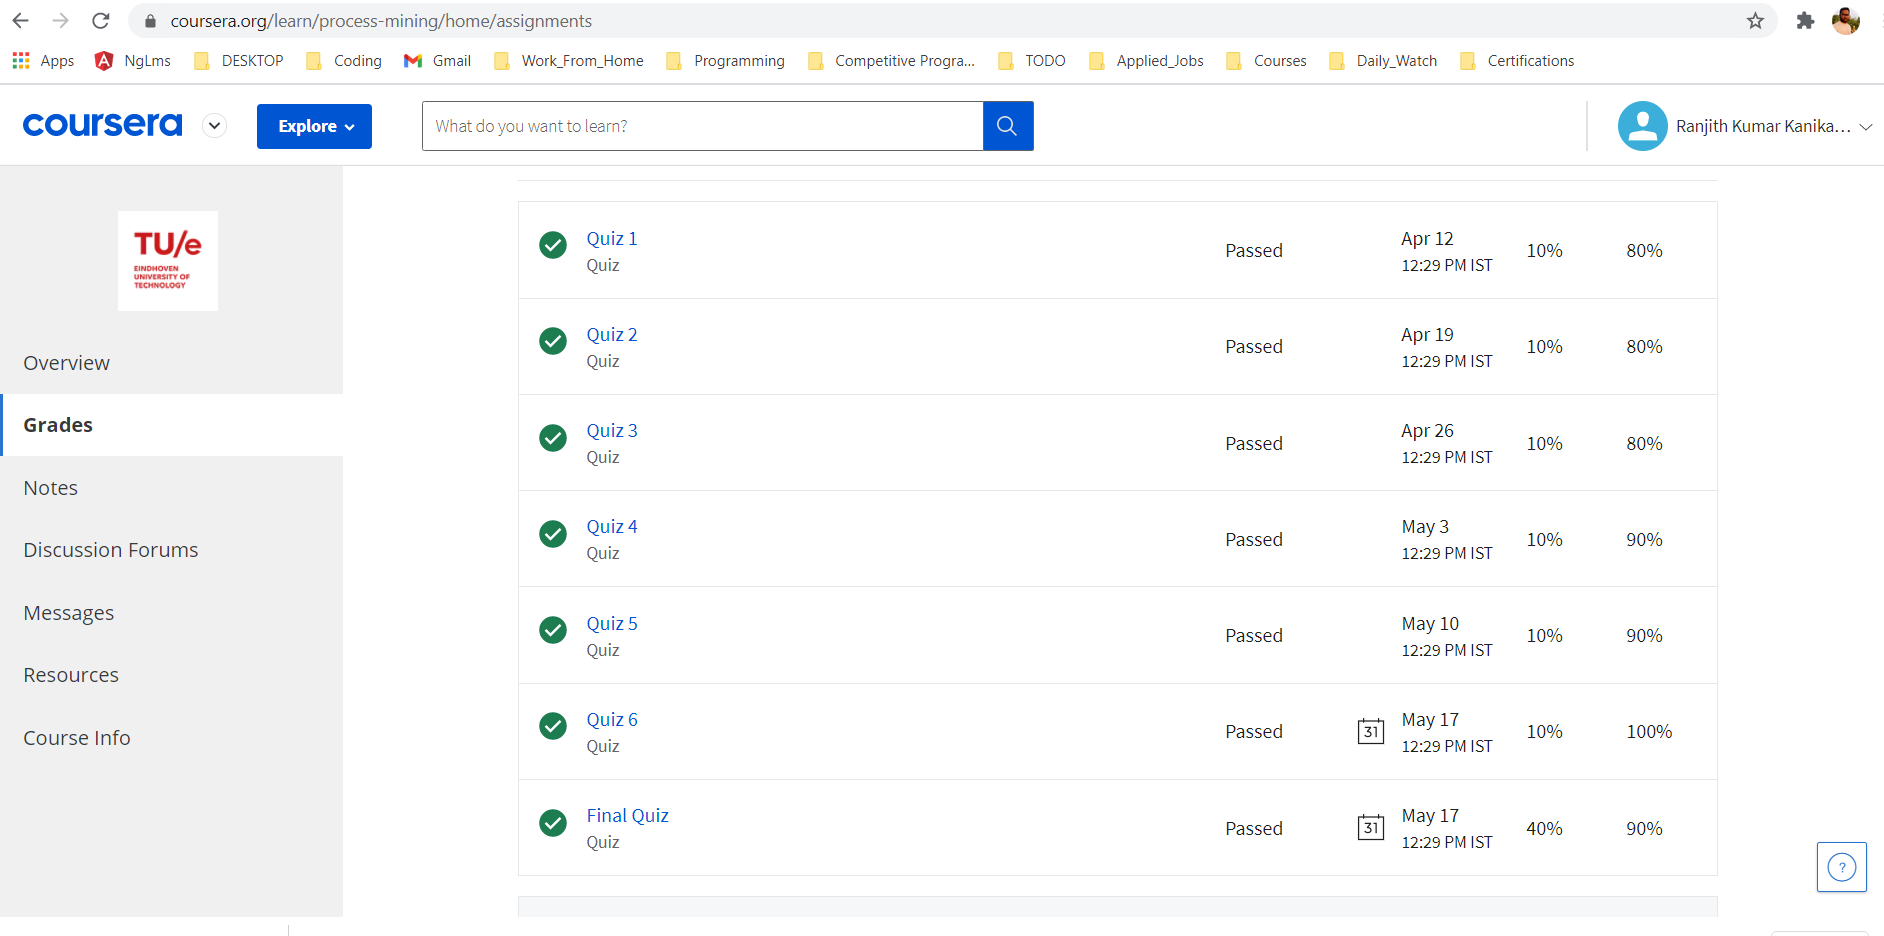 coursera.org/learn/process-mining/home/assignments
Apps NgLms DESKTOP Coding Gmail Work_From_Home Programming Competitive Progra... TODO Applied_Jobs Courses Daily_Watch Certifications
coursera Explore What do you want to learn? Ranjith Kumar Kanika...
TU/e
EINDHOVEN
UNIVERSITY OF
TECHNOLOGY
Overview
Grades
Notes
Discussion Forums
Messages
Resources
Course Info
Quiz 1 Passed Apr 12 10% 80%
Quiz 12:29 PM IST
Quiz 2 Passed Apr 19 10% 80%
Quiz 12:29 PM IST
Quiz 3 Passed Apr 26 10% 80%
Quiz 12:29 PM IST
Quiz 4 Passed May 3 10% 90%
Quiz 12:29 PM IST
Quiz 5 Passed May 10 10% 90%
Quiz 12:29 PM IST
Quiz 6 Passed 31 May 17 10% 100%
Quiz 12:29 PM IST
Final Quiz Passed 31 May 17 40% 90%
Quiz 12:29 PM IST
?